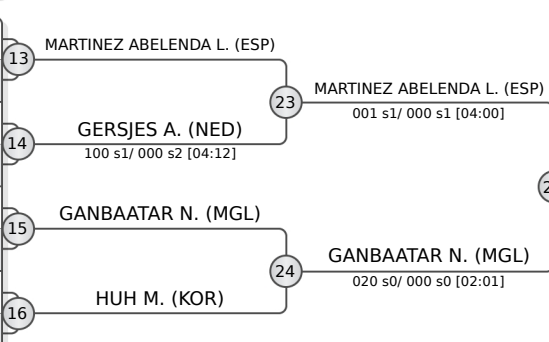 13
MARTINEZ ABELENDA L. (ESP)
23
MARTINEZ ABELENDA L. (ESP)
001 s1/ 000 s1 [04:00]
14
GERSJES A. (NED)
100 s1/ 000 s2 [04:12]
15
GANBAATAR N. (MGL)
24
GANBAATAR N. (MGL)
020 s0/ 000 s0 [02:01]
16
HUH M. (KOR)